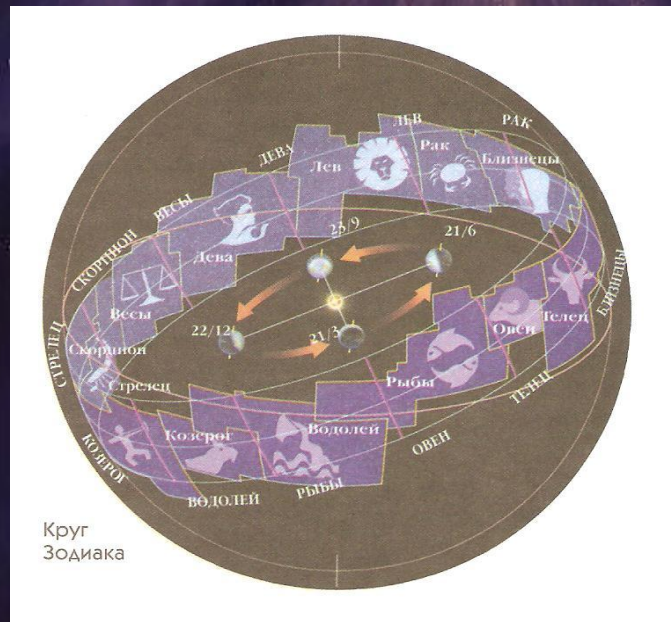 РАК
ЛЕВ
ДЕВА
ВЕСЫ
СКОРПИОН
СТРЕЛЕЦ
КОЗЕРОГ
ВОДОЛЕЙ
РЫБЫ
ОВЕН
ТЕЛЕЦ
БЛИЗНЕЦЫ
Рак
Близнецы
Лев
Дева
Весы
Скорпион
Стрелец
Козерог
Водолей
Рыбы
Овен
Телец
23/9
21/6
22/12
21/3
Круг
Зодиака